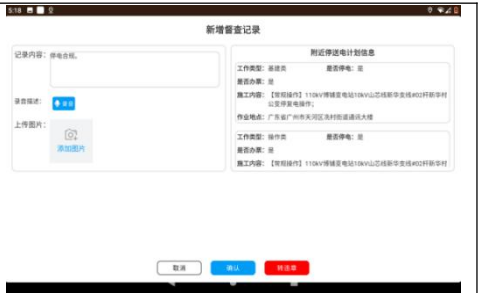 5:18
新增督查记录
记录内容：
停电合规。
录音描述：
录音
上传图片：
添加图片
附近停送电计划信息
工作类型：基建类 是否停电：是
是否办票：是
施工内容：【常规操作】110kV博辅变电站10kV山芯线新华支线#02杆新华村
公变停复电操作;
作业地点：广东省广州市天河区冼村街道谦讯大楼
工作类型：操作类 是否停电：是
是否办票：是
施工内容：【常规操作】110kV博辅变电站10kV山芯线新华支线#02杆新华村
取消 确认 转违章